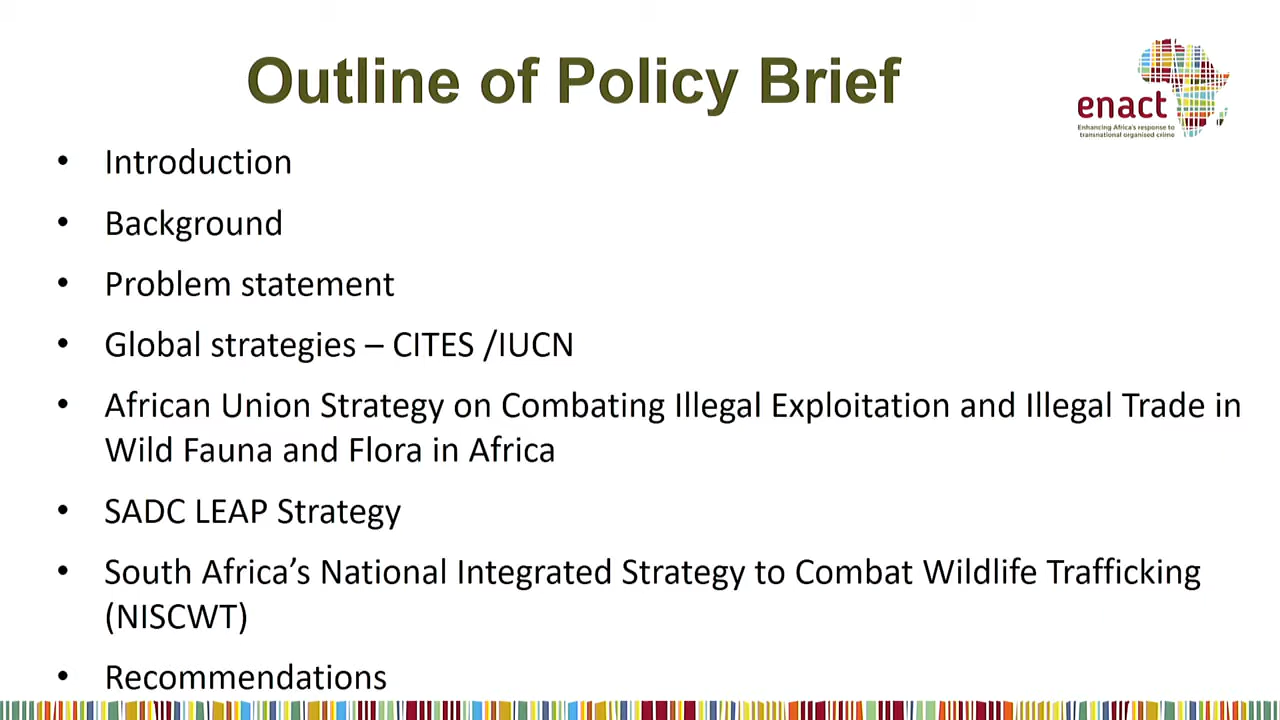 Outline of Policy Brief
enact
Enhancing Africa's response to
transnational organised crime
• Introduction
• Background
• Problem statement
• Global strategies – CITES /IUCN
• African Union Strategy on Combating Illegal Exploitation and Illegal Trade in
Wild Fauna and Flora in Africa
• SADC LEAP Strategy
• South Africa’s National Integrated Strategy to Combat Wildlife Trafficking
(NISCWT)
• Recommendations